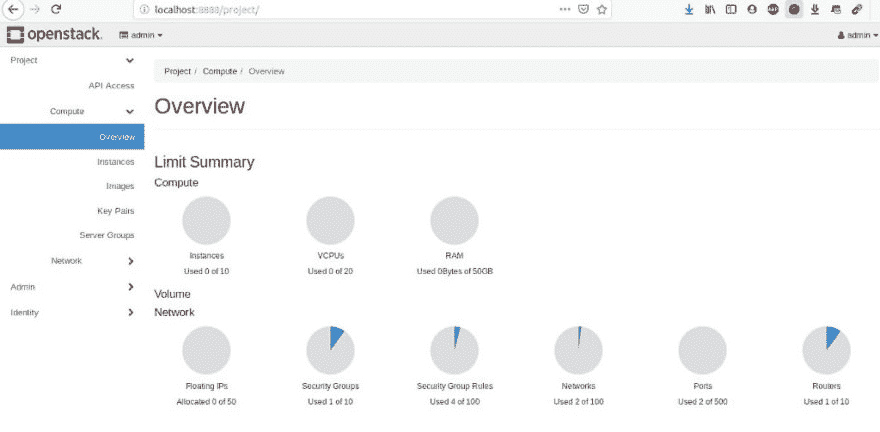 localhost:8888/project/
openstack. admin admin
Project
API Access
Compute
Overview
Instances
Images
Key Pairs
Server Groups
Network
Admin
Identity
Project / Compute / Overview
Overview
Limit Summary
Compute
Instances VCPUs RAM
Used 0 of 10 Used 0 of 20 Used 0Bytes of 50GB
Volume
Network
Floating IPs Security Groups Security Group Rules Networks Ports Routers
Allocated 0 of 50 Used 1 of 10 Used 4 of 100 Used 2 of 100 Used 2 of 500 Used 1 of 10